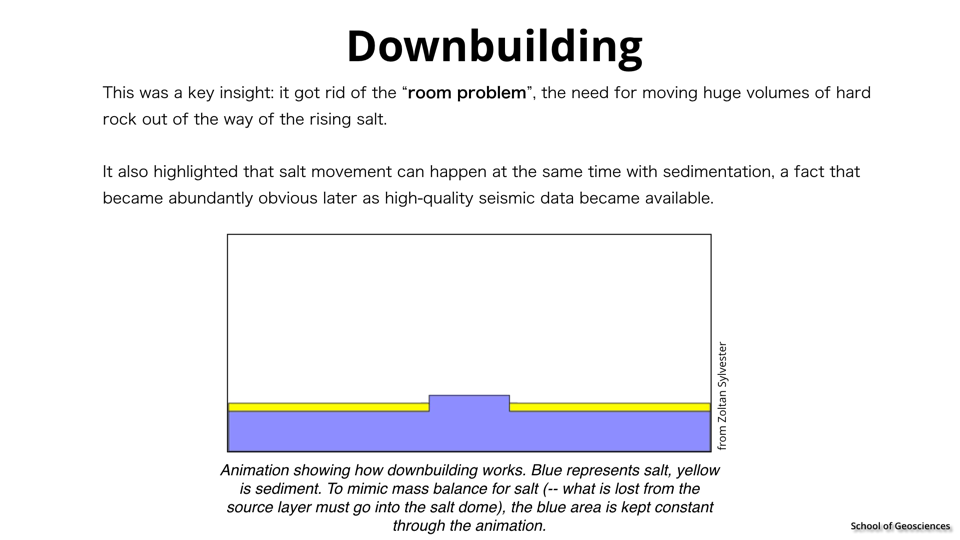 Downbuilding
This was a key insight: it got rid of the “room problem”, the need for moving huge volumes of hard
rock out of the way of the rising salt.
It also highlighted that salt movement can happen at the same time with sedimentation, a fact that
became abundantly obvious later as high-quality seismic data became available.
from Zoltan Sylvester
Animation showing how downbuilding works. Blue represents salt, yellow
is sediment. To mimic mass balance for salt (-- what is lost from the
source layer must go into the salt dome), the blue area is kept constant
through the animation.
School of Geosciences